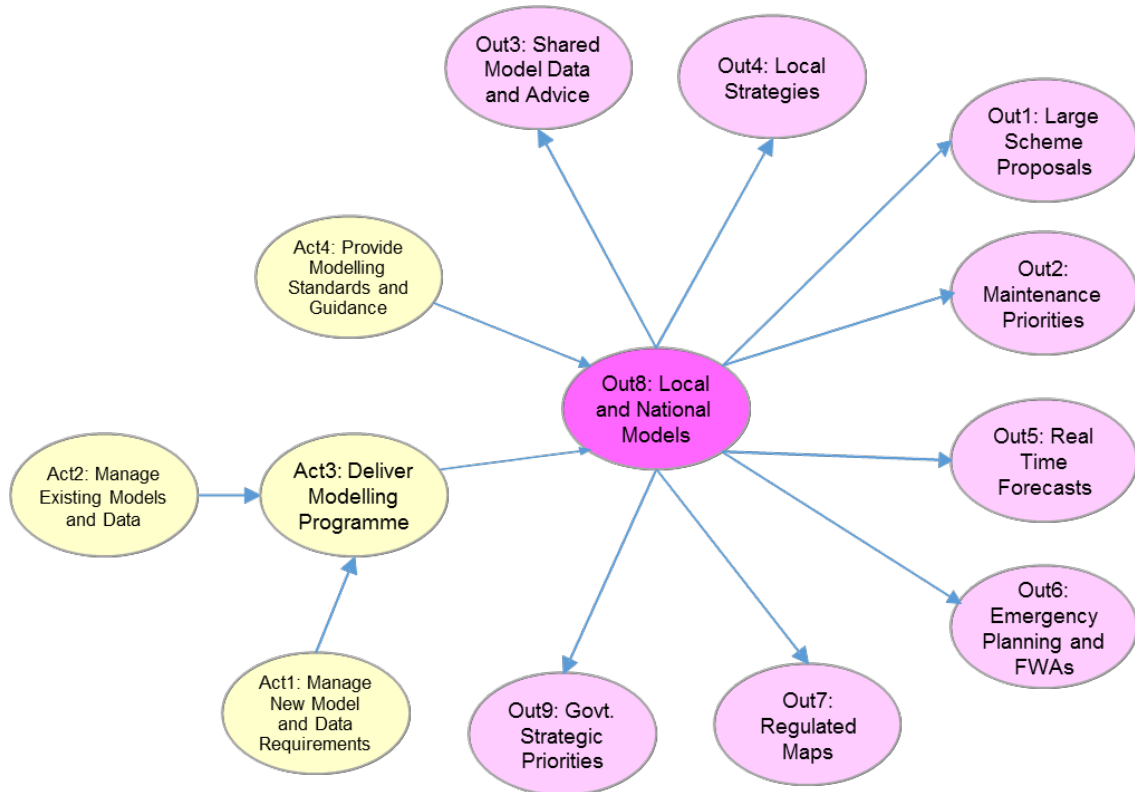 Out3: Shared
Model Data
and Advice
Out4: Local
Strategies
Out1: Large
Scheme
Proposals
Act4: Provide
Modelling
Standards and
Guidance
Out2:
Maintenance
Priorities
Out8: Local
and National
Models
Out5: Real
Time
Forecasts
Act2: Manage
Existing Models
and Data
Act3: Deliver
Modelling
Programme
Out6:
Emergency
Planning and
FWAs
Act1: Manage
New Model
and Data
Requirements
Out9: Govt.
Strategic
Priorities
Out7:
Regulated
Maps